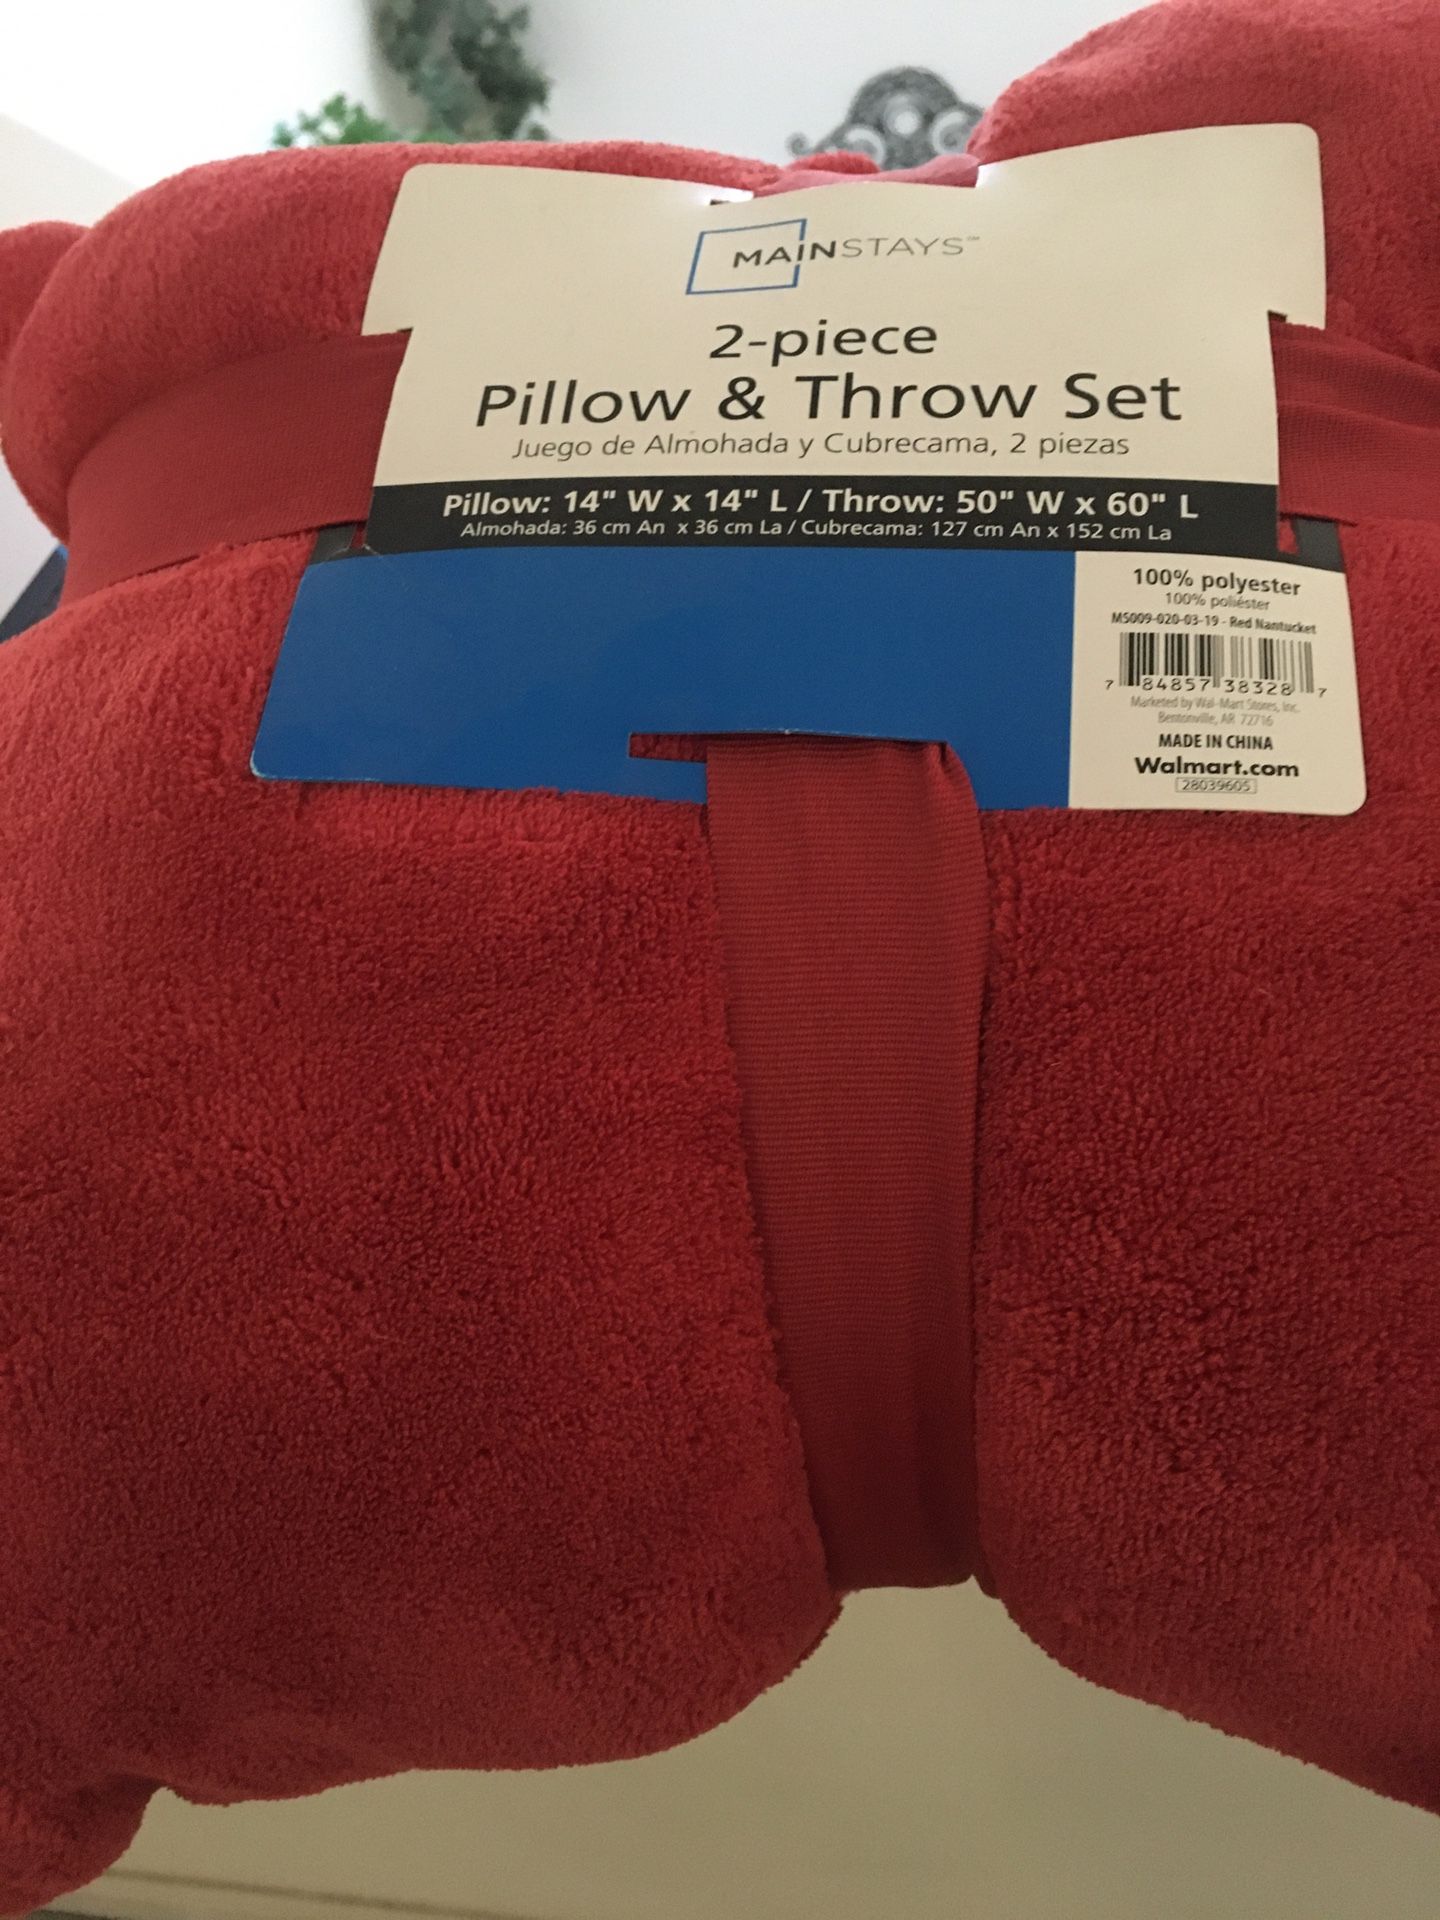 MAINSTAYS™
2-piece
Pillow & Throw Set
Juego de Almohada y Cubrecama, 2 piezas
Pillow: 14" W x 14" L / Throw: 50" W x 60" L
Almohada: 36 cm An x 36 cm La / Cubrecama: 127 cm An x 152 cm La
100% polyester
100% poliéster
MS009-020-03-19 - Red Nantucket
7 84857 38328 7
Marketed by Wal-Mart Stores, Inc.
Bentonville, AR 72716
MADE IN CHINA
Walmart.com
28039605